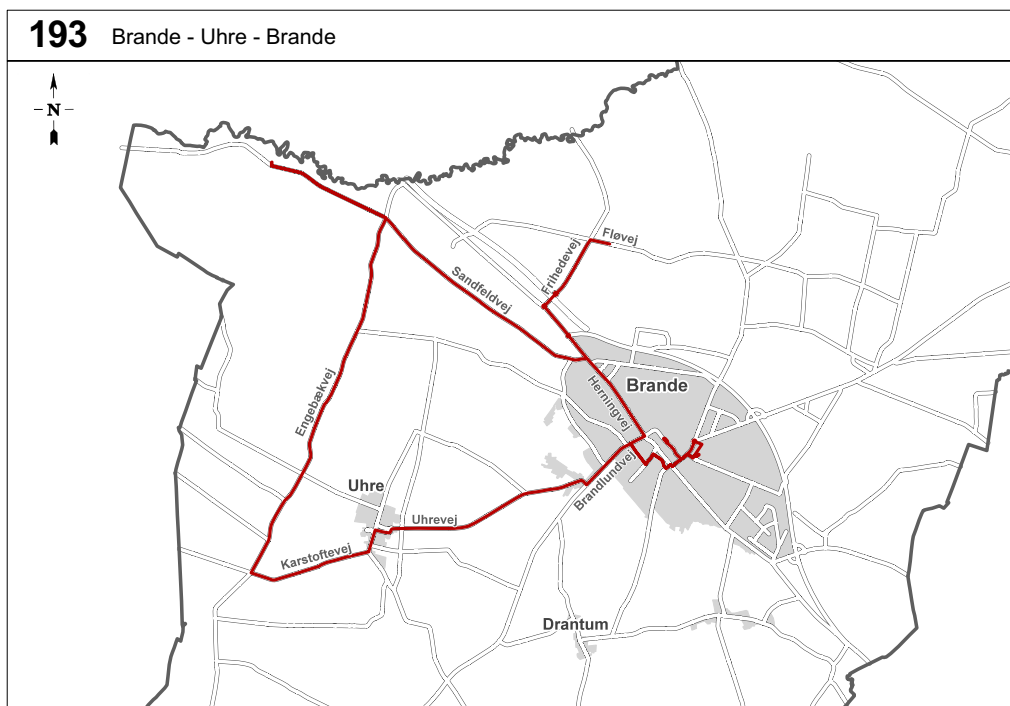 193 Brande - Uhre - Brande
N
Fløvej
Frihedevej
Sandfeldvej
Brande
Herningvej
Engebækvej
Uhre
Brandlundvej
Uhrevej
Karstoftevej
Drantum